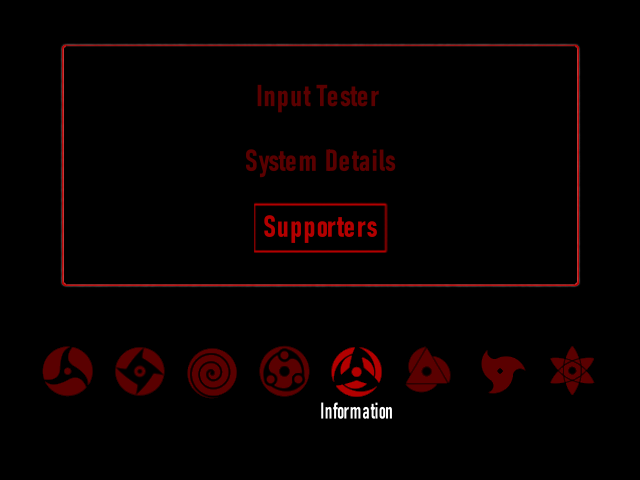 Input Tester
System Details
Supporters
Information